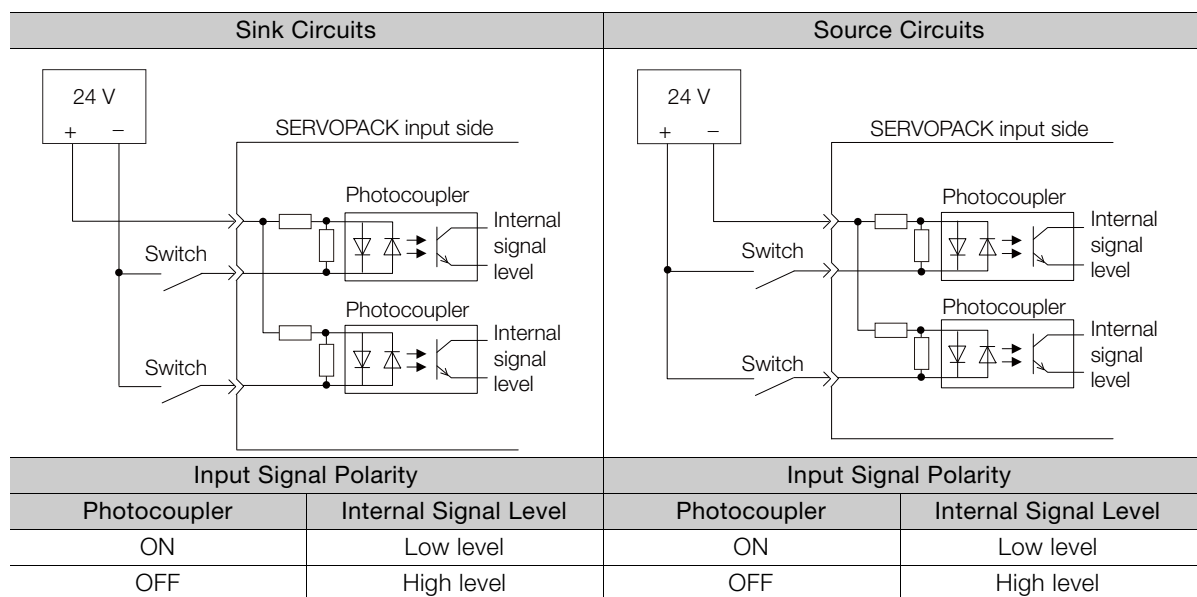 Sink Circuits
24 V
+ −
SERVOPACK input side
Photocoupler
Internal
signal
level
Switch
Photocoupler
Internal
signal
level
Switch
Source Circuits
24 V
+ −
SERVOPACK input side
Photocoupler
Internal
signal
level
Switch
Photocoupler
Internal
signal
level
Switch
Input Signal Polarity
Input Signal Polarity
Photocoupler Internal Signal Level Photocoupler Internal Signal Level
ON Low level ON Low level
OFF High level OFF High level